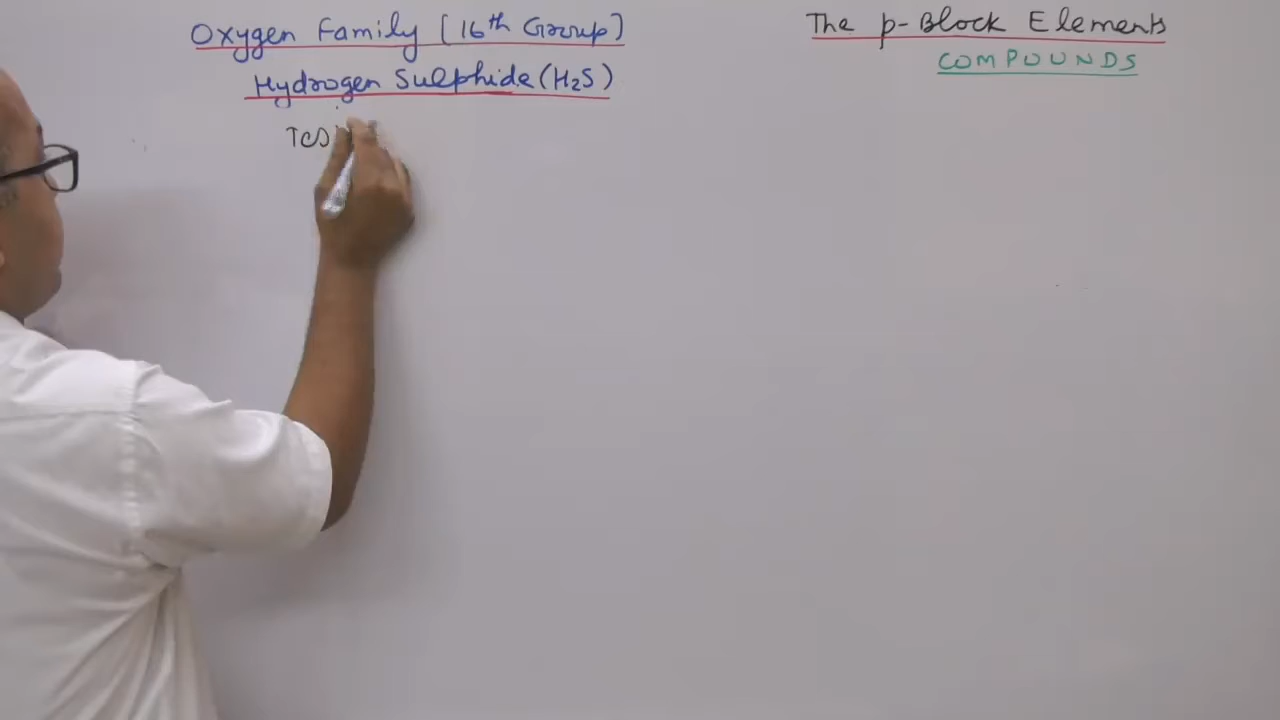 Oxygen Family [16th Group]
The p-Block Elements
Hydrogen Sulphide (H2S)
COMPOUNDS